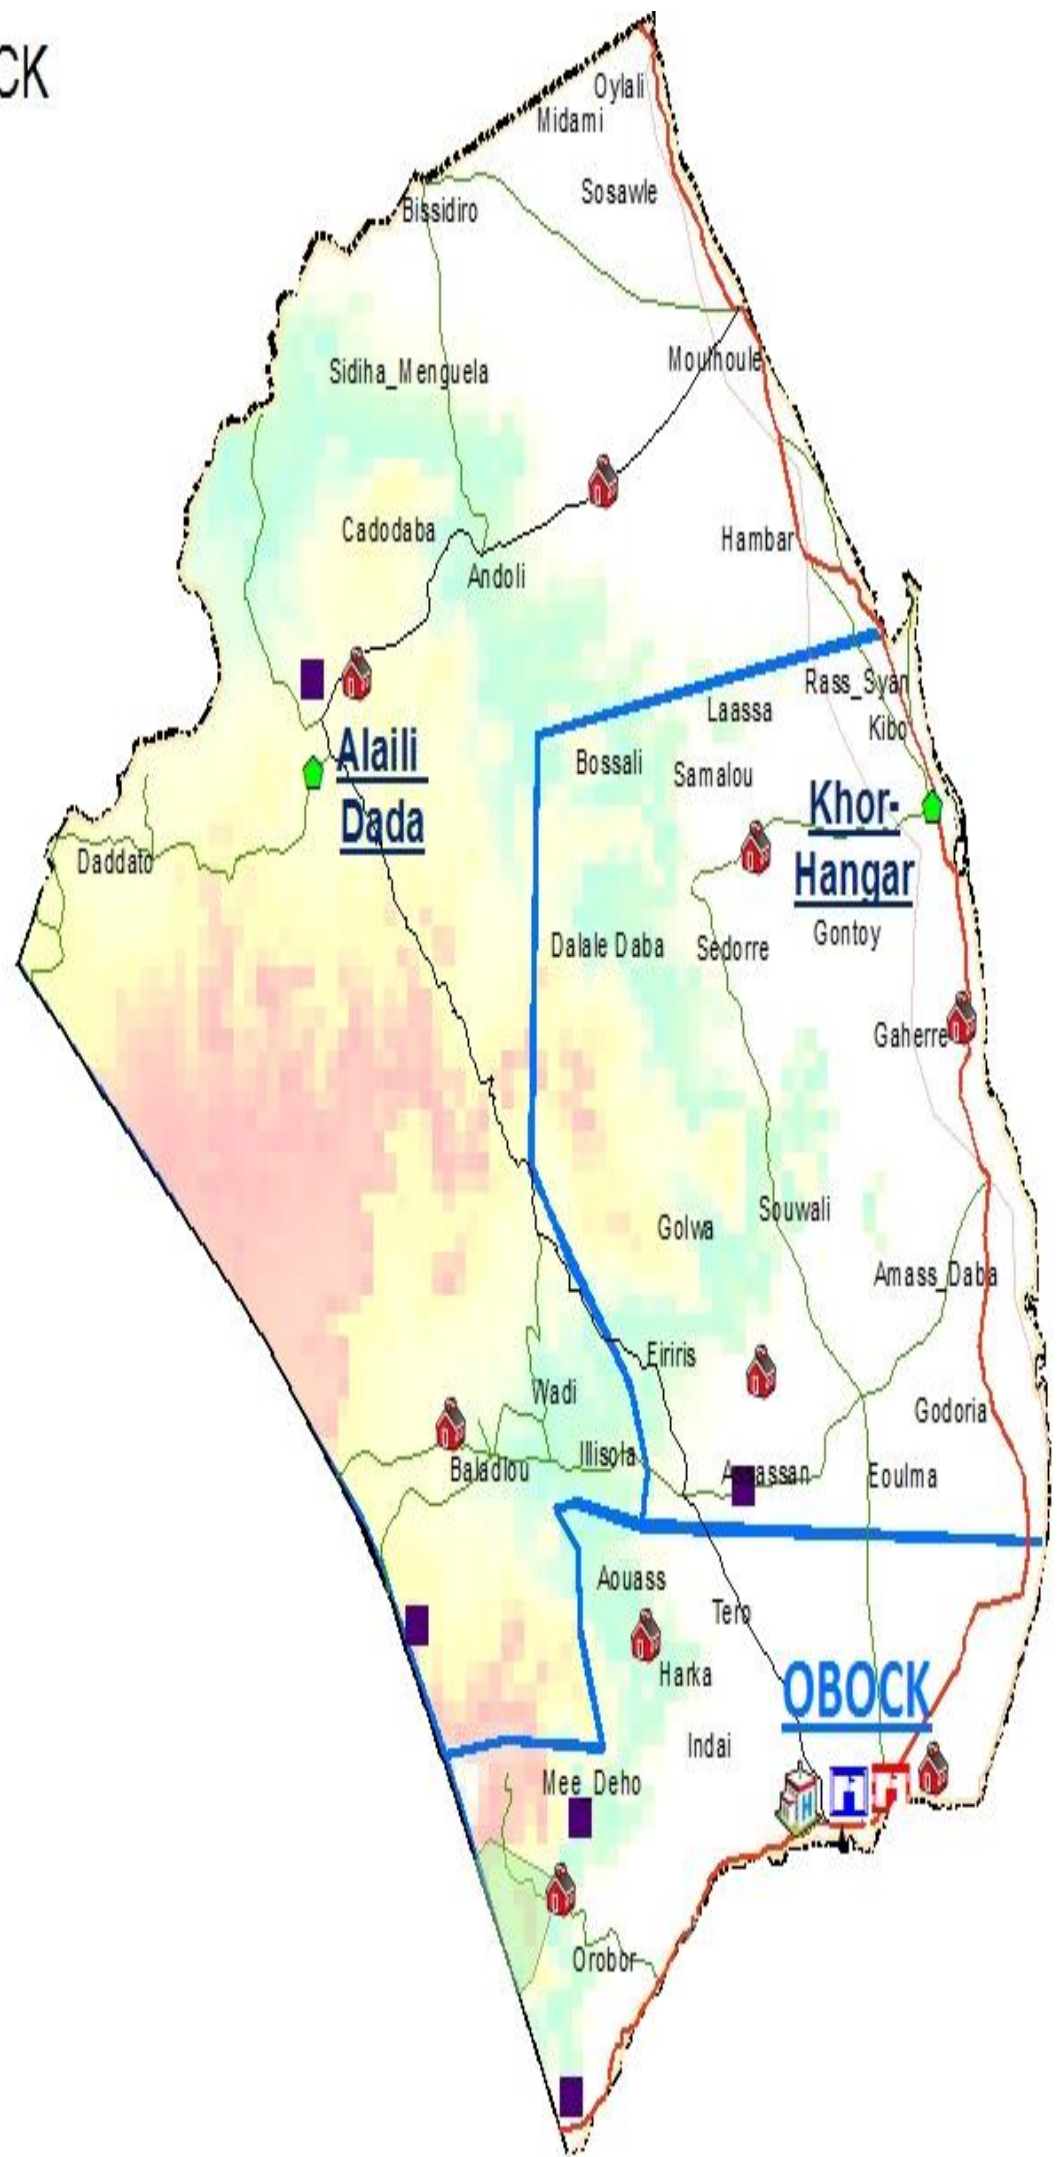 CK
Oylali
Midami
Sosawle
Bissidiro
Moulhoule
Sidiha_Menguela
Cadodaba
Hambar
Andoli
Rass_Syan
Laassa
Kibo
Alaili
Dada
Bossali
Samalou
Khor-
Hangar
Daddato
Gontoy
Dalale Daba
Sedorre
Gaherre
Souwali
Golwa
Amass_Daba
Eiriris
Wadi
Godoria
Illisola
Baladlou
Assassan
Eoulma
Aouass
Tero
Harka
OBOCK
Indai
Mee_Deho
H
Orobor